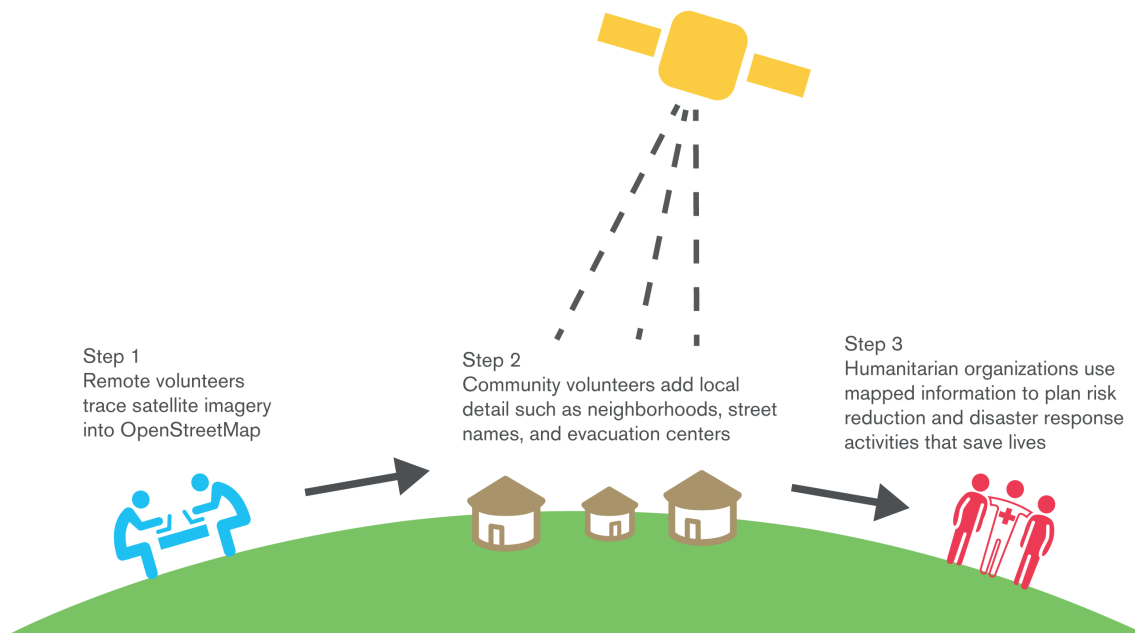 Step 1
Remote volunteers
trace satellite imagery
into OpenStreetMap
Step 2
Community volunteers add local
detail such as neighborhoods, street
names, and evacuation centers
Step 3
Humanitarian organizations use
mapped information to plan risk
reduction and disaster response
activities that save lives